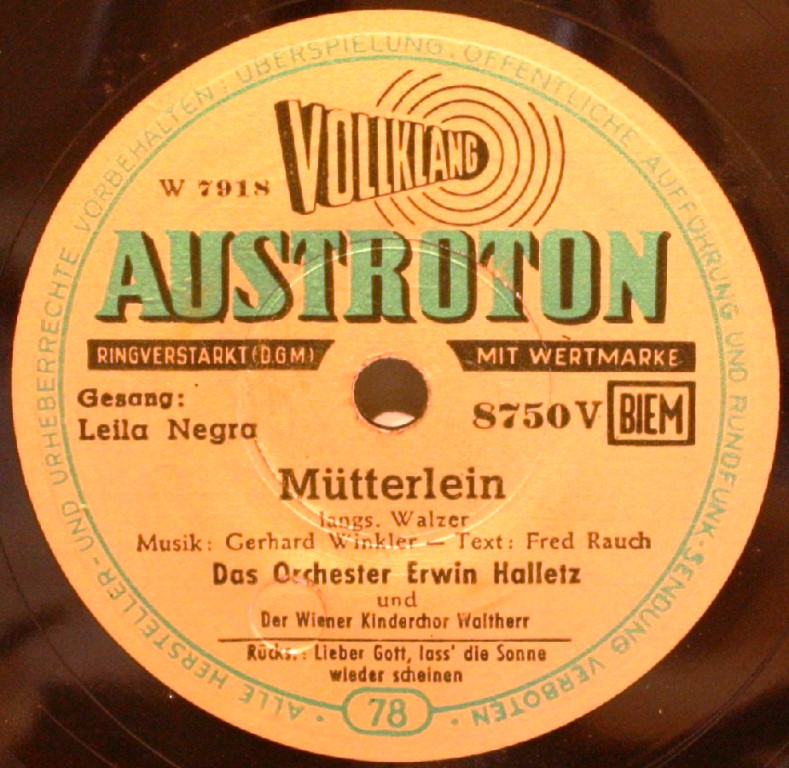 ALLE HERSTELLER- UND URHEBERRECHTE VORBEHALTEN; ÜBERSPIELUNG, ÖFFENTLICHE AUFFÜHRUNG UND RUNDFUNK-SENDUNG VERBOTEN
VOLLKLANG
W 7918
AUSTROTON
RINGVERSTÄRKT (D.G.M)
MIT WERTMARKE
Gesang:
Leila Negra
8750 V BIEM
Mütterlein
langs. Walzer
Musik: Gerhard Winkler — Text: Fred Rauch
Das Orchester Erwin Halletz
und
Der Wiener Kinderchor Waltherr
Rücks.: Lieber Gott, lass' die Sonne
wieder scheinen
78